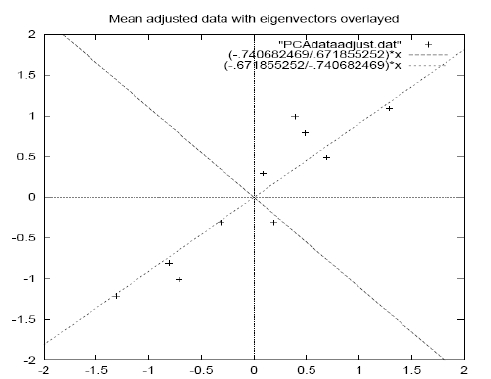 Mean adjusted data with eigenvectors overlayed
2
"PCAdataadjust.dat"
(-.740682469/.671855252)*x
(-.671855252/-.740682469)*x
1.5
1
0.5
0
-0.5
-1
-1.5
-2
-2 -1.5 -1 -0.5 0 0.5 1 1.5 2